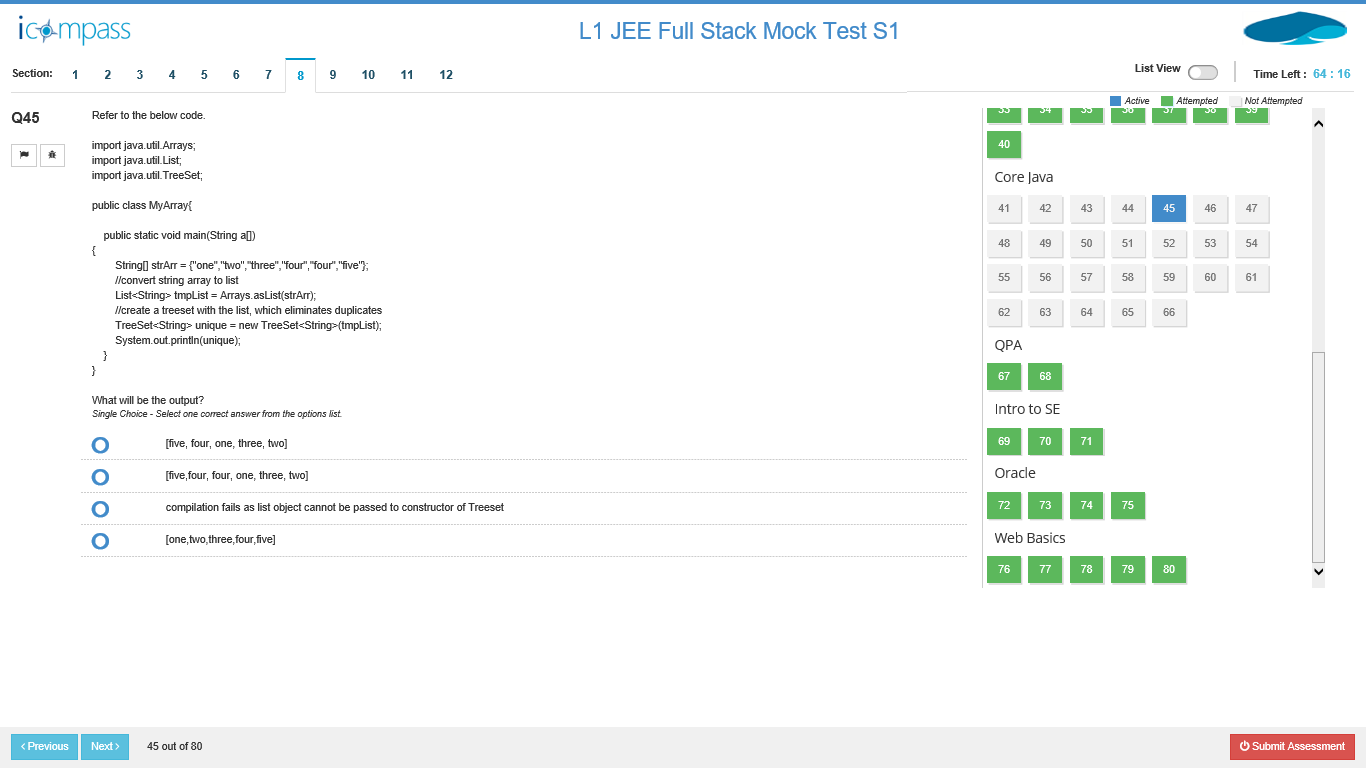 icompass
L1 JEE Full Stack Mock Test S1
Section: 1 2 3 4 5 6 7 8 9 10 11 12
List View
Time Left : 64 : 16
Active Attempted Not Attempted
Q45
Refer to the below code.
import java.util.Arrays;
import java.util.List;
import java.util.TreeSet;
public class MyArray{
public static void main(String a[])
{
String[] strArr = {"one","two","three","four","four","five"};
//convert string array to list
List<String> tmpList = Arrays.asList(strArr);
//create a treeset with the list, which eliminates duplicates
TreeSet<String> unique = new TreeSet<String>(tmpList);
System.out.println(unique);
}
}
What will be the output?
Single Choice - Select one correct answer from the options list.
[five, four, one, three, two]
[five,four, four, one, three, two]
compilation fails as list object cannot be passed to constructor of Treeset
[one,two,three,four,five]
33 34 35 36 37 38 39
40
Core Java
41 42 43 44 45 46 47
48 49 50 51 52 53 54
55 56 57 58 59 60 61
62 63 64 65 66
QPA
67 68
Intro to SE
69 70 71
Oracle
72 73 74 75
Web Basics
76 77 78 79 80
< Previous Next > 45 out of 80
Submit Assessment